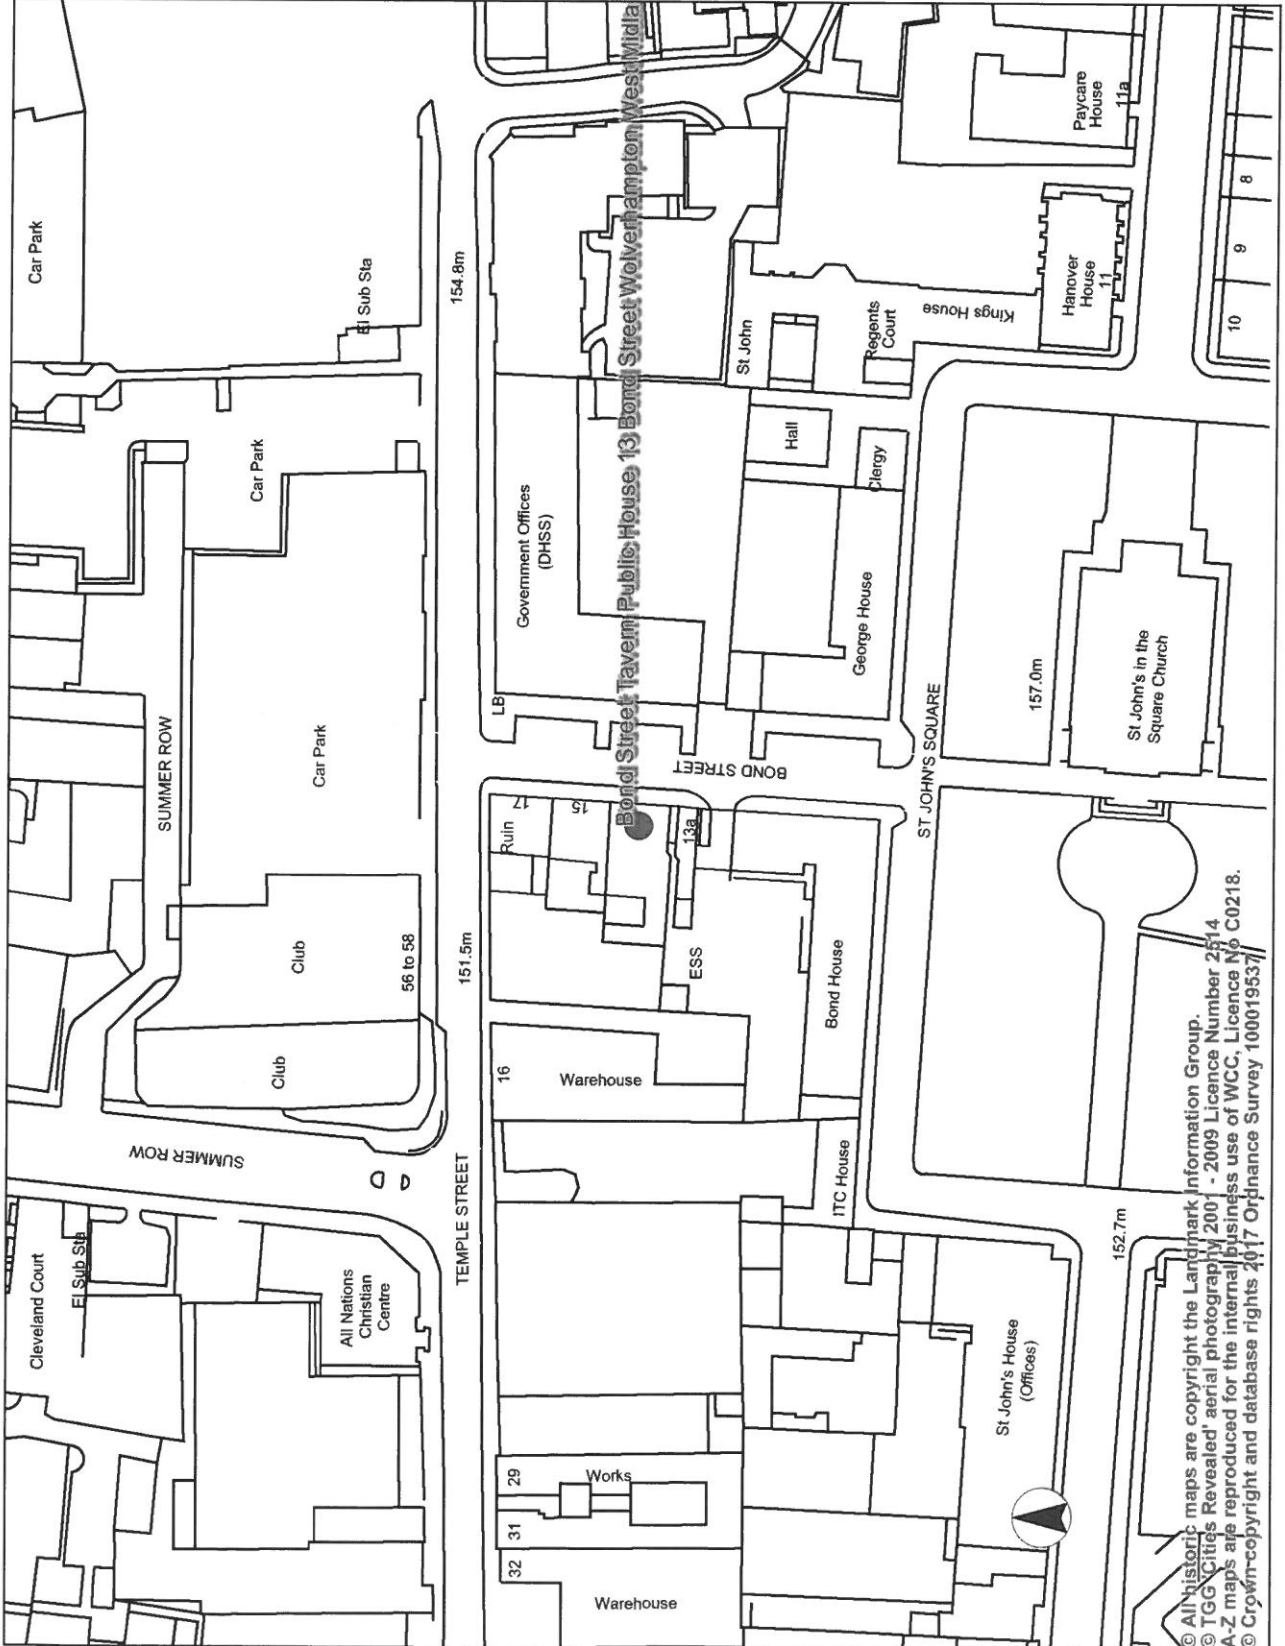 Car Park
El Sub Sta
154.8m
Car Park
Car Park
SUMMER ROW
Club
56 to 58
Club
SUMMER ROW
Cleveland Court
El Sub Sta
All Nations
Christian
Centre
TEMPLE STREET
151.5m
Government Offices
(DHSS)
LB
Bond Street Tavern Public House 13 Bond Street Wolverhampton West Midla
Ruin
17
15
13a
ESS
BOND STREET
16
Warehouse
Bond House
ITC House
29
Works
31
32
Warehouse
St John
Regents
Court
Kings House
Hanover
House
11
Paycare
House
11a
8
9
10
Hall
Clergy
George House
ST JOHN'S SQUARE
157.0m
St John's in the
Square Church
152.7m
St John's House
(Offices)
© All historic maps are copyright the Landmark Information Group.
© TGG 'Cities Revealed' aerial photography 2001 - 2009 Licence Number 2514
A-Z maps are reproduced for the internal business use of WCC, Licence No C0218.
© Crown copyright and database rights 2017 Ordnance Survey 100019537